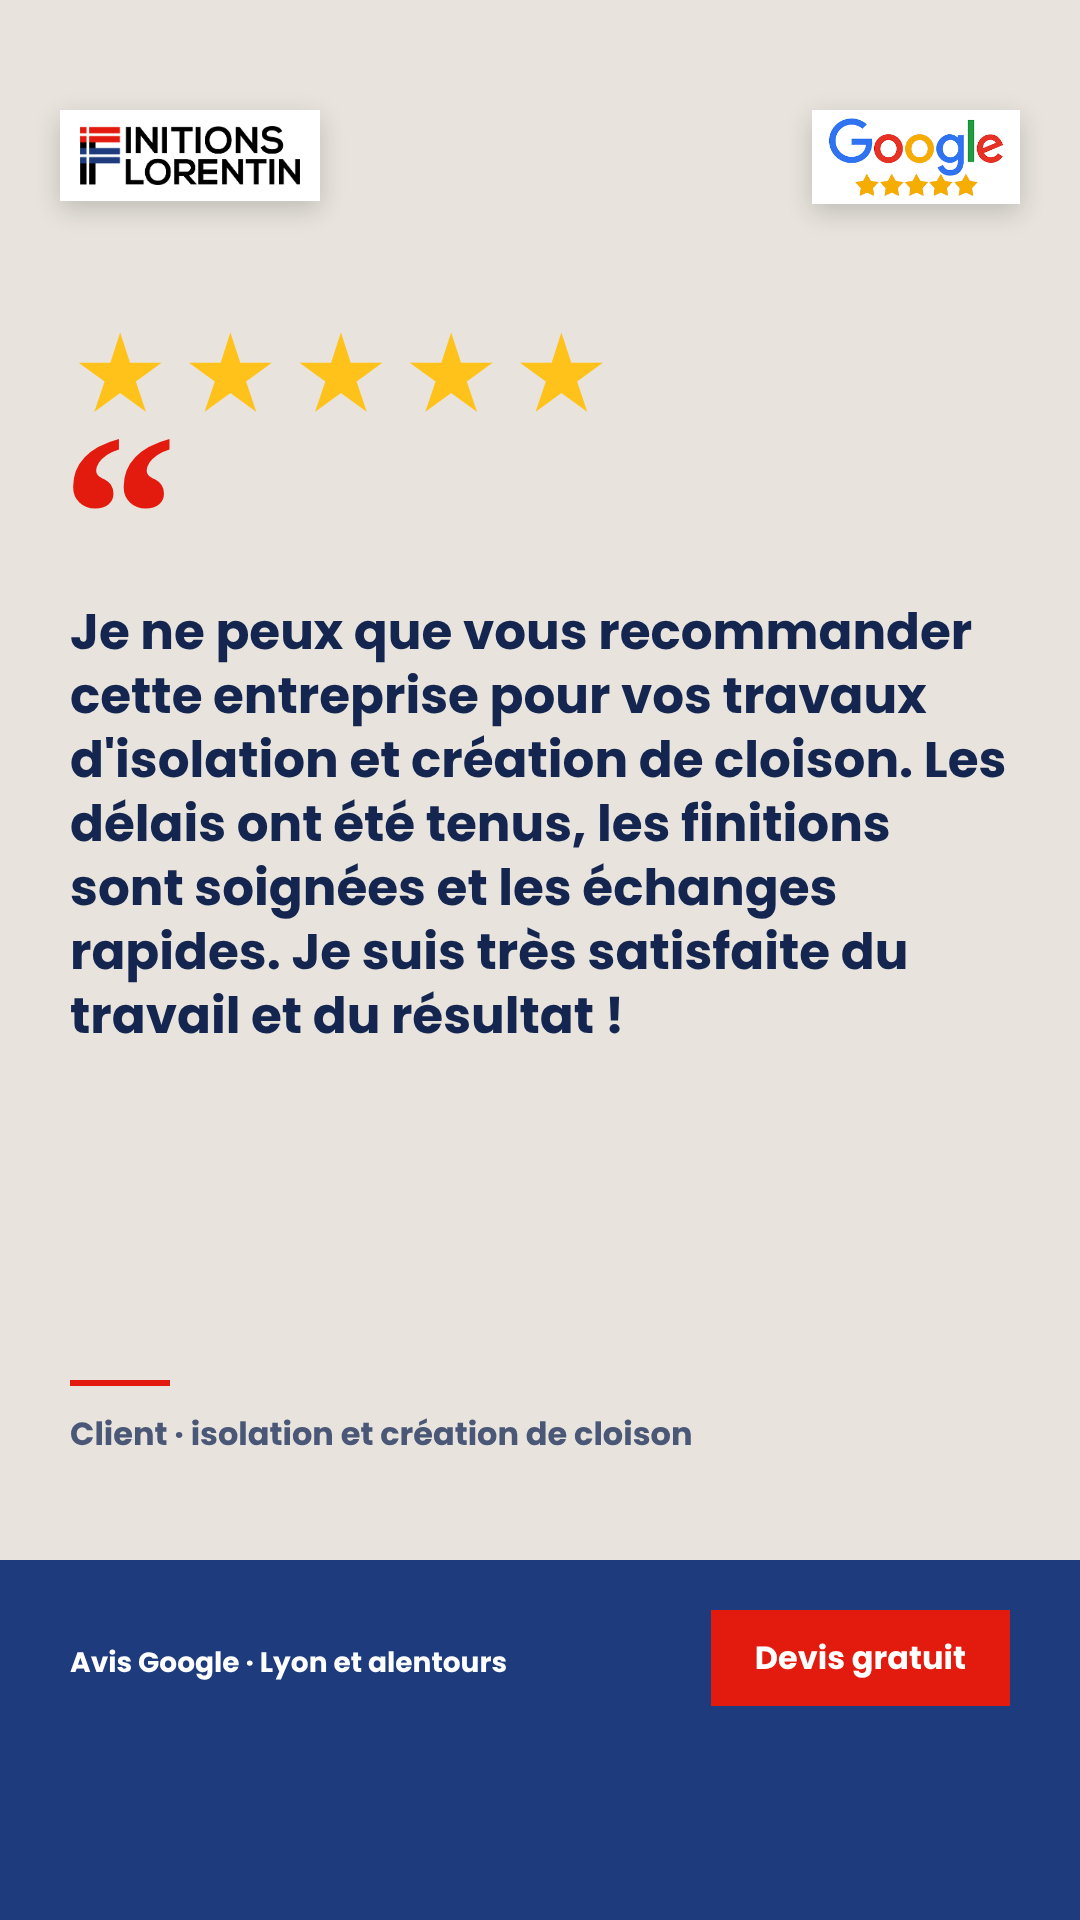 FINITIONS
FLORENTIN
Google
“
Je ne peux que vous recommander
cette entreprise pour vos travaux
d'isolation et création de cloison. Les
délais ont été tenus, les finitions
sont soignées et les échanges
rapides. Je suis très satisfaite du
travail et du résultat !
Client · isolation et création de cloison
Avis Google · Lyon et alentours
Devis gratuit